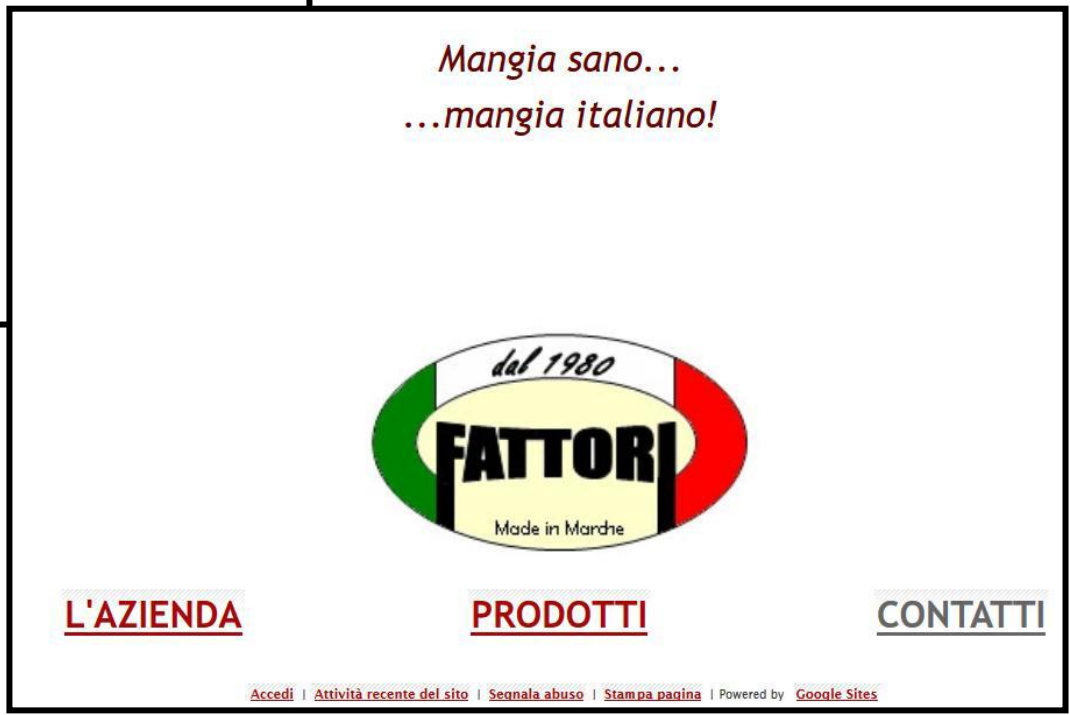 Mangia sano...
...mangia italiano!
dal 1980
FATTORI
Made in Marche
L'AZIENDA PRODOTTI CONTATTI
Accedi | Attività recente del sito | Segnala abuso | Stampa pagina | Powered by Google Sites